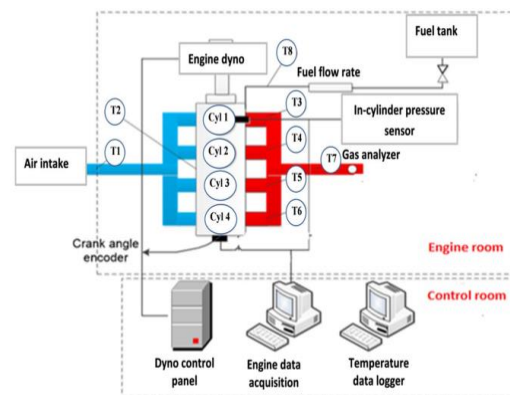 Fuel tank
T8
Engine dyno
Fuel flow rate
T2
T3
Cyl 1
In-cylinder pressure
sensor
T1
T4
Cyl 2
Air intake
T7
Gas analyzer
Cyl 3
T5
Cyl 4
T6
Crank angle
encoder
Engine room
Control room
Dyno control
panel
Engine data
acquisition
Temperature
data logger